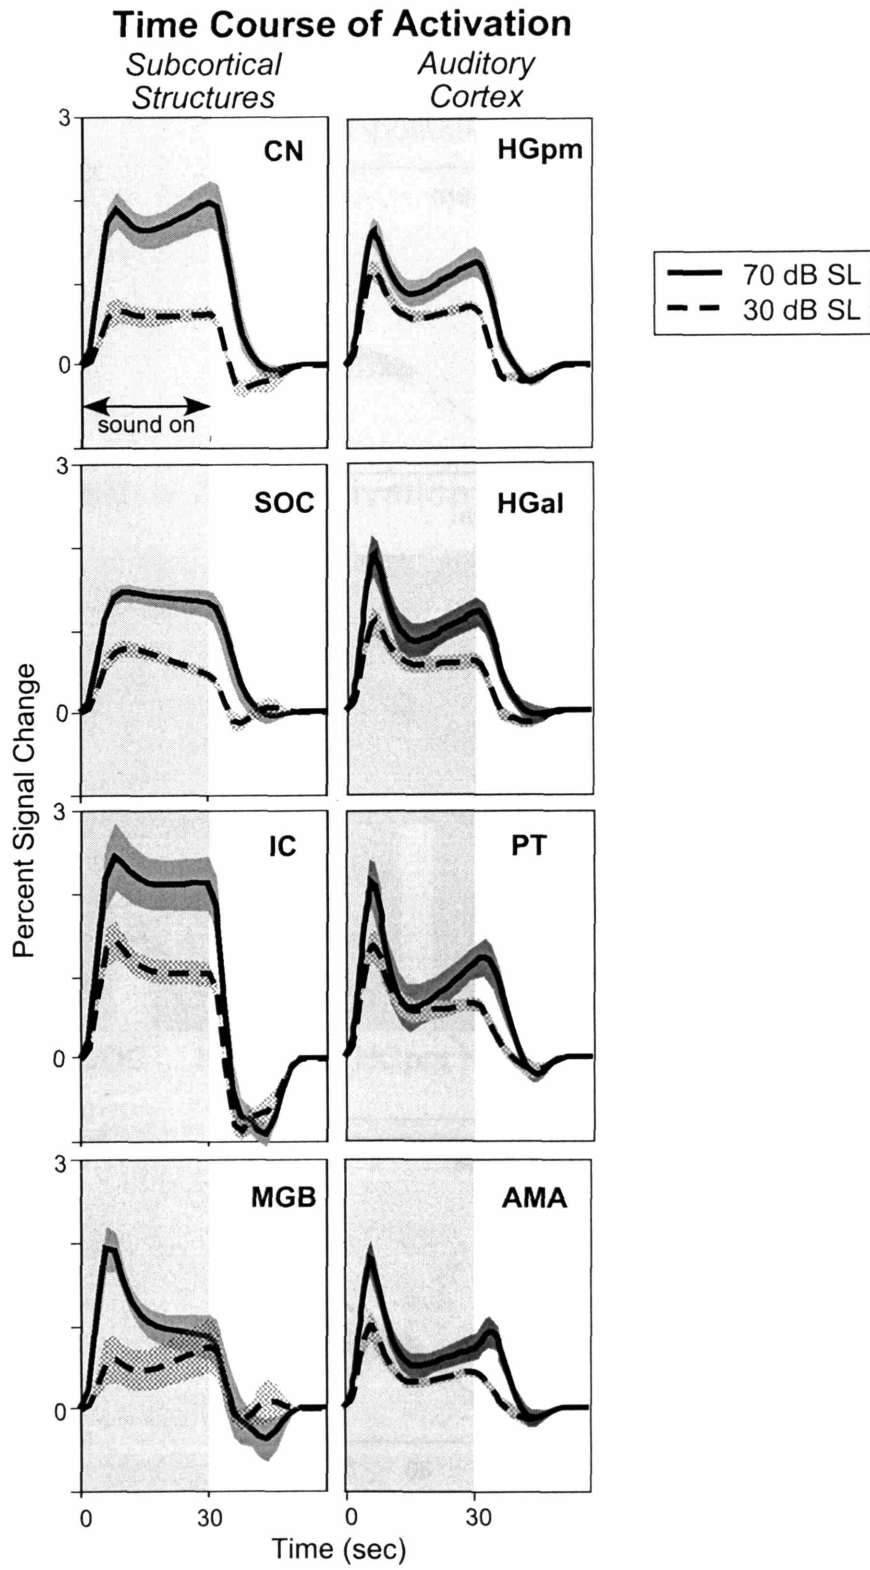 Time Course of Activation
Subcortical
Structures
Auditory
Cortex
3
CN
HGpm
70 dB SL
30 dB SL
0
sound on
3
SOC
HGal
0
Percent Signal Change
3
IC
PT
0
3
MGB
AMA
0
0
30
0
30
Time (sec)